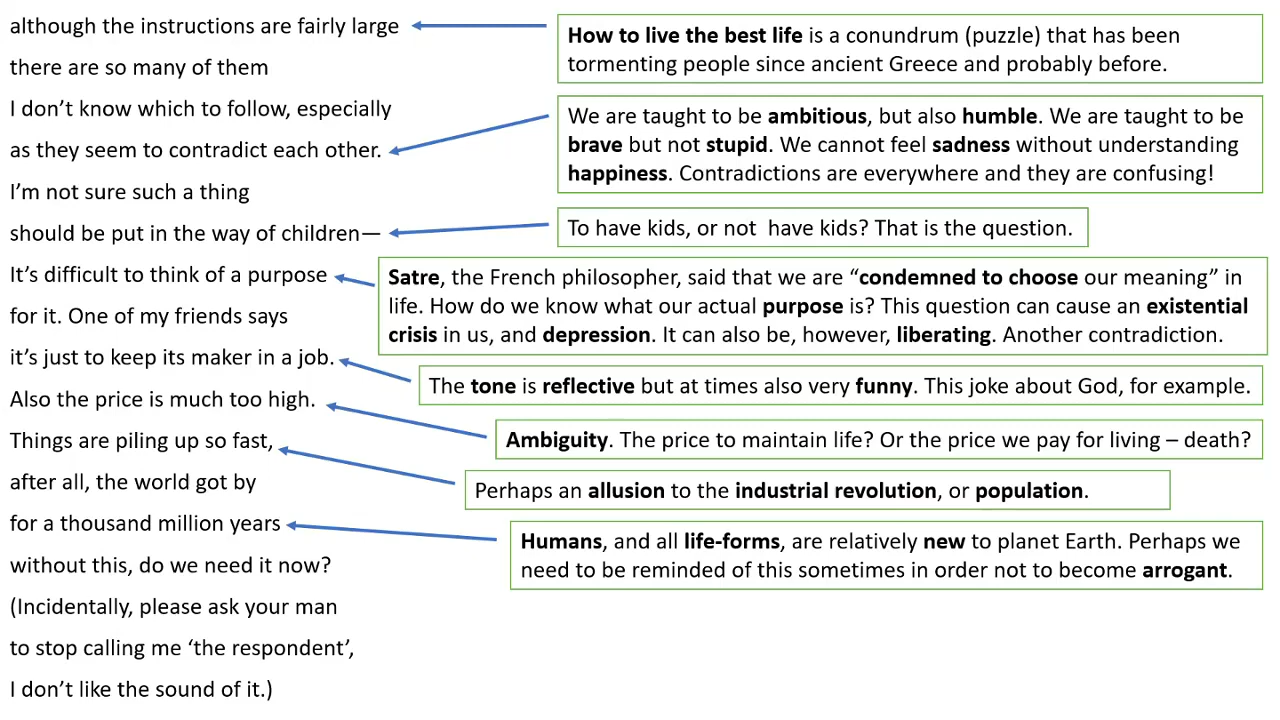 although the instructions are fairly large
there are so many of them
I don't know which to follow, especially
as they seem to contradict each other.
I'm not sure such a thing
should be put in the way of children—
It's difficult to think of a purpose
for it. One of my friends says
it's just to keep its maker in a job.
Also the price is much too high.
Things are piling up so fast,
after all, the world got by
for a thousand million years
without this, do we need it now?
(Incidentally, please ask your man
to stop calling me 'the respondent',
I don't like the sound of it.)
How to live the best life is a conundrum (puzzle) that has been
tormenting people since ancient Greece and probably before.
We are taught to be ambitious, but also humble. We are taught to be
brave but not stupid. We cannot feel sadness without understanding
happiness. Contradictions are everywhere and they are confusing!
To have kids, or not  have kids? That is the question.
Satre, the French philosopher, said that we are "condemned to choose our meaning" in
life. How do we know what our actual purpose is? This question can cause an existential
crisis in us, and depression. It can also be, however, liberating. Another contradiction.
The tone is reflective but at times also very funny. This joke about God, for example.
Ambiguity. The price to maintain life? Or the price we pay for living – death?
Perhaps an allusion to the industrial revolution, or population.
Humans, and all life-forms, are relatively new to planet Earth. Perhaps we
need to be reminded of this sometimes in order not to become arrogant.